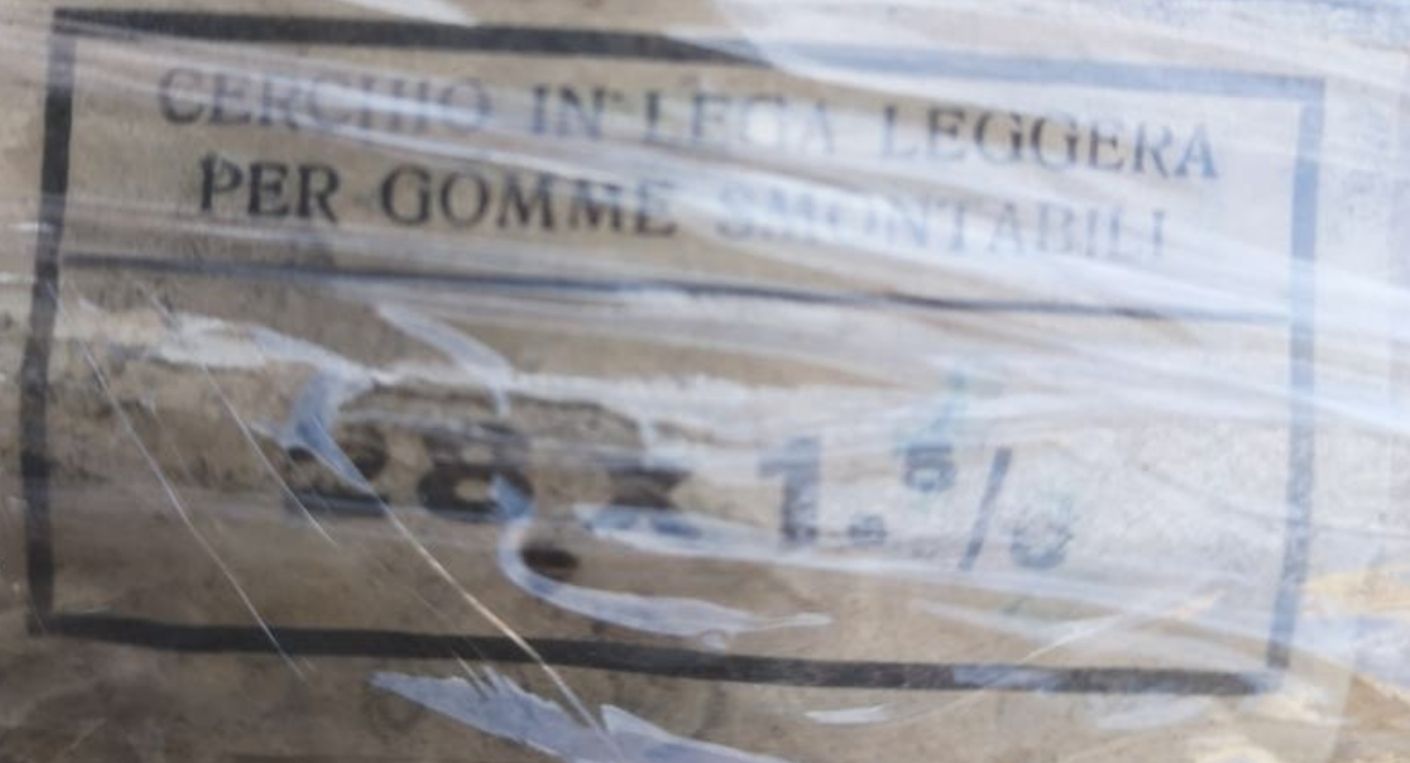 CERCHIO IN LEGA LEGGERA
PER GOMME SMONTABILI
28 x 1.5/8